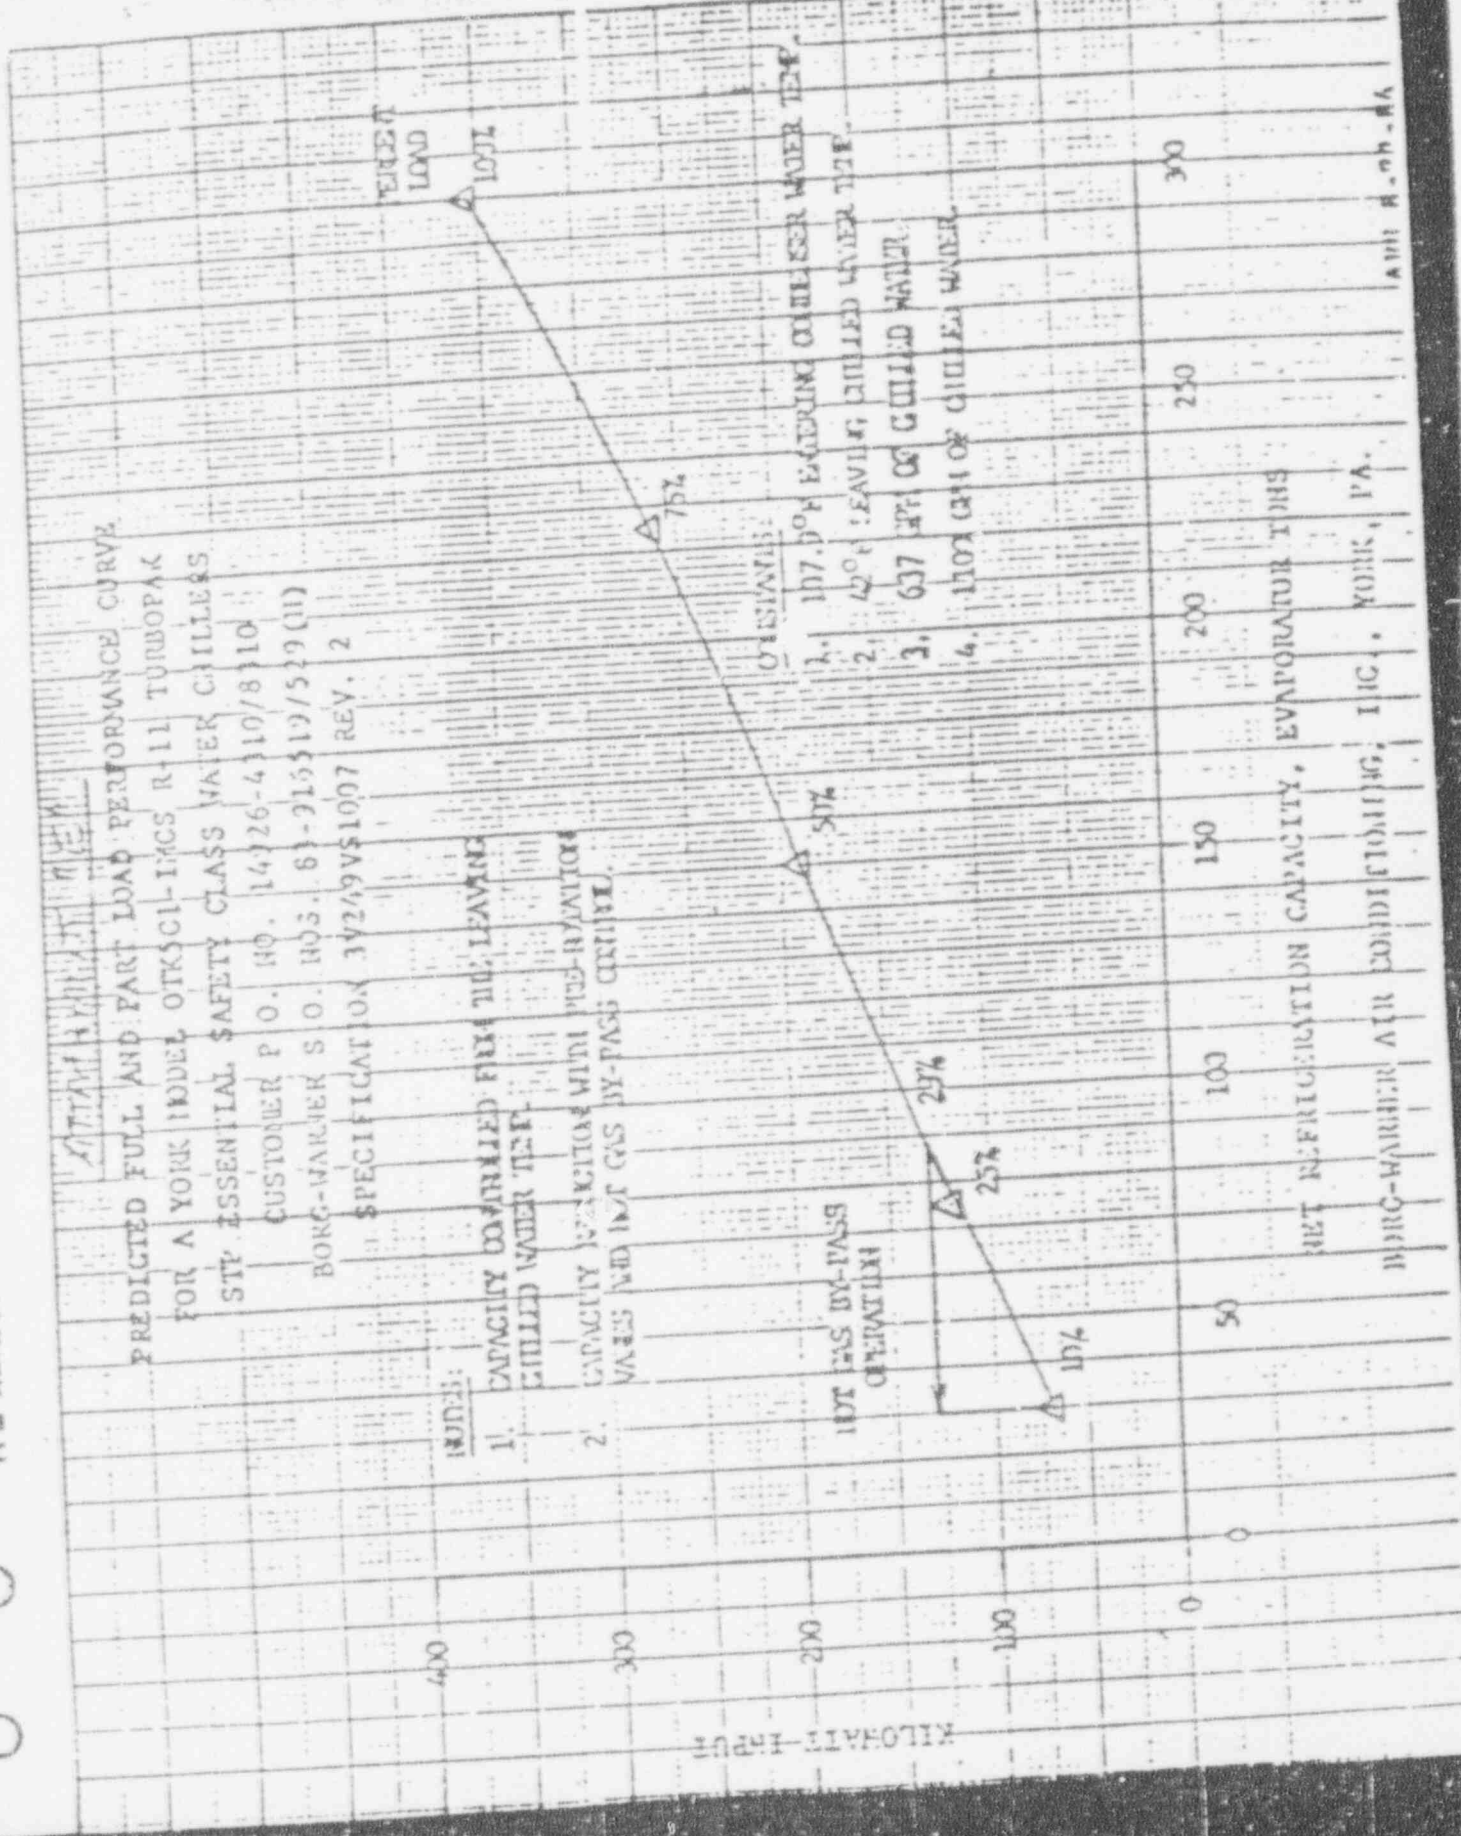 PREDICTED FULL AND PART LOAD PERFORMANCE CURVE
FOR A YORK MODEL R-11 TURBOPAK
STP ESSENTIAL SAFETY CLASS WATER CHILLERS
CUSTOMER P.O. NO.
BORG-WARNER S.O. NOS.
SPECIFICATION REV. 2
PERCENT
LOAD
100%
75%
50%
29%
25%
10%
NOTES:
1. CAPACITY CONTROLLED FROM THE LEAVING
CHILLED WATER TEMP.
2. CAPACITY WITH PRE-ROTATION
VANES AND HOT GAS BY-PASS CONTROL.
CONSTANTS:
1. ENTERING CONDENSER WATER TEMP.
2. 42°F LEAVING CHILLED WATER TEMP
3. 637 GPM OF CHILLED WATER
4. 1100 GPM OF CHILLED WATER
HOT GAS BY-PASS
OPERATION
KILOWATT INPUT
400
300
200
100
0
0
50
100
150
200
250
300
NET REFRIGERATION CAPACITY, EVAPORATOR TONS
BORG-WARNER AIR CONDITIONING, INC., YORK, PA.